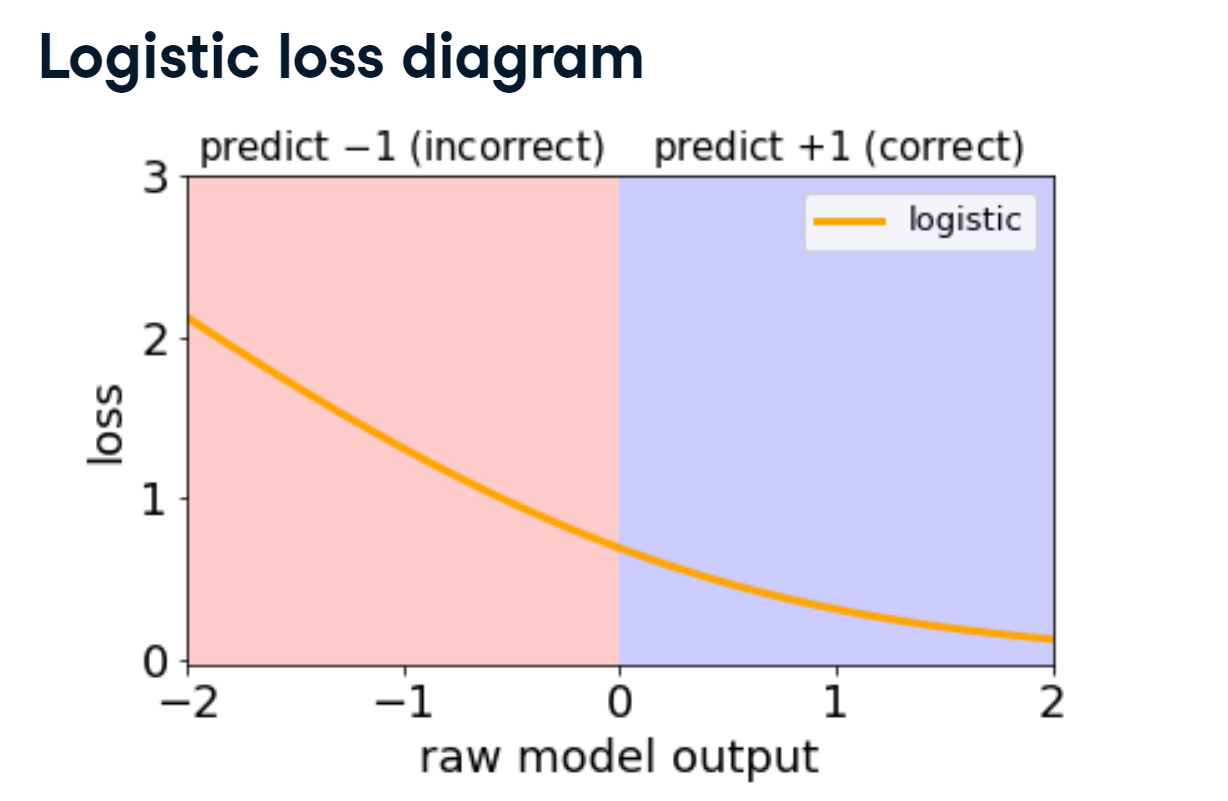 Logistic loss diagram
predict −1 (incorrect) predict +1 (correct)
3
logistic
2
loss
1
0
−2 −1 0 1 2
raw model output